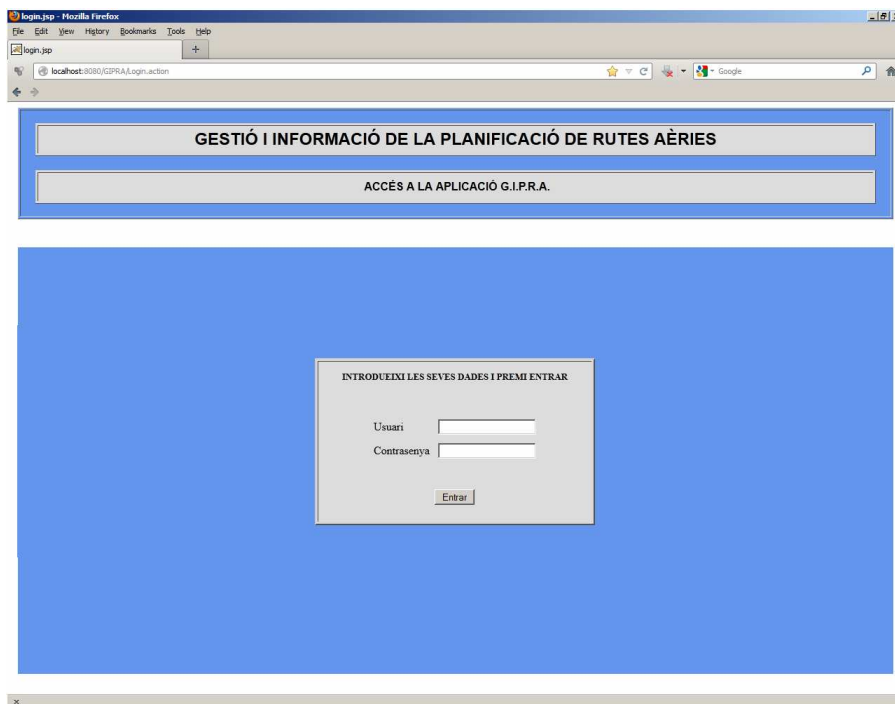 login.jsp - Mozilla Firefox
File Edit View History Bookmarks Tools Help
login.jsp
localhost:8080/GIPRA/Login.action
Google
GESTIÓ I INFORMACIÓ DE LA PLANIFICACIÓ DE RUTES AÈRIES
ACCÉS A LA APLICACIÓ G.I.P.R.A.
INTRODUEIXI LES SEVES DADES I PREMI ENTRAR
Usuari
Contrasenya
Entrar